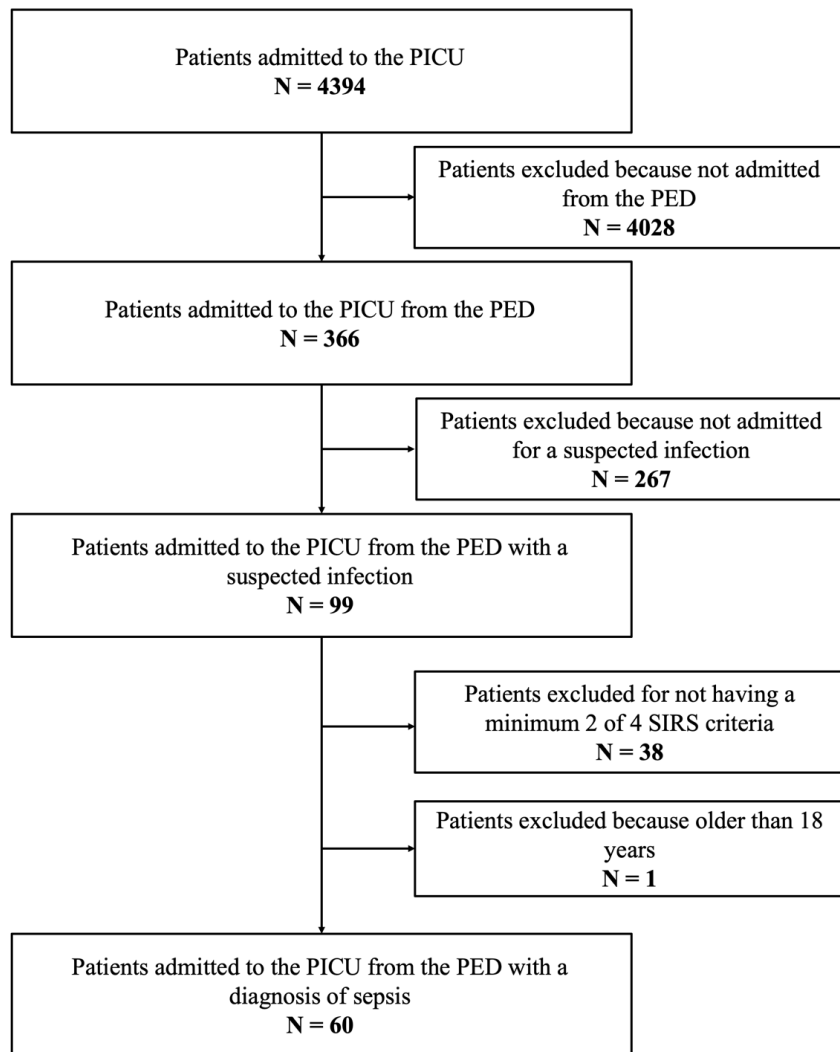 Patients admitted to the PICU
N = 4394
Patients excluded because not admitted
from the PED
N = 4028
Patients admitted to the PICU from the PED
N = 366
Patients excluded because not admitted
for a suspected infection
N = 267
Patients admitted to the PICU from the PED with a
suspected infection
N = 99
Patients excluded for not having a
minimum 2 of 4 SIRS criteria
N = 38
Patients excluded because older than 18
years
N = 1
Patients admitted to the PICU from the PED with a
diagnosis of sepsis
N = 60